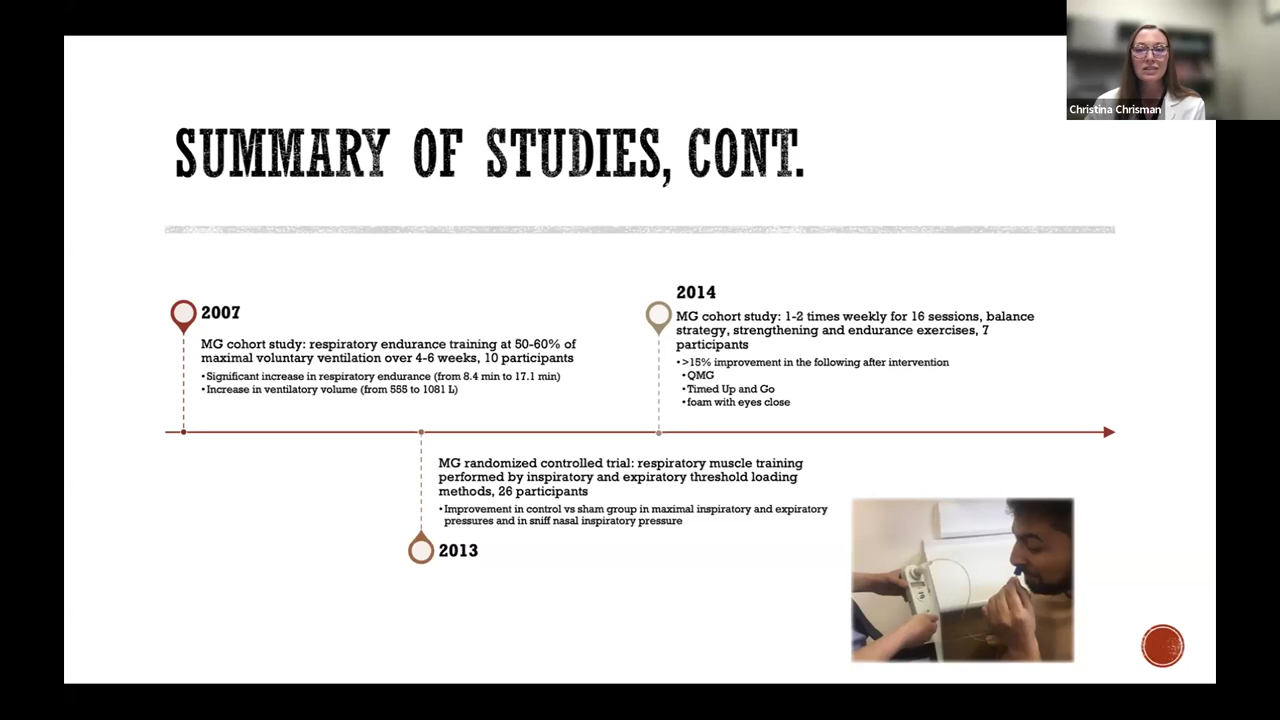 Christina Chrisman
SUMMARY OF STUDIES, CONT.
2007
MG cohort study: respiratory endurance training at 50-60% of
maximal voluntary ventilation over 4-6 weeks, 10 participants
•Significant increase in respiratory endurance (from 8.4 min to 17.1 min)
•Increase in ventilatory volume (from 555 to 1081 L)
2014
MG cohort study: 1-2 times weekly for 16 sessions, balance
strategy, strengthening and endurance exercises, 7
participants
•>15% improvement in the following after intervention
•QMG
•Timed Up and Go
•foam with eyes close
MG randomized controlled trial: respiratory muscle training
performed by inspiratory and expiratory threshold loading
methods, 26 participants
•Improvement in control vs sham group in maximal inspiratory and expiratory
pressures and in sniff nasal inspiratory pressure
2013